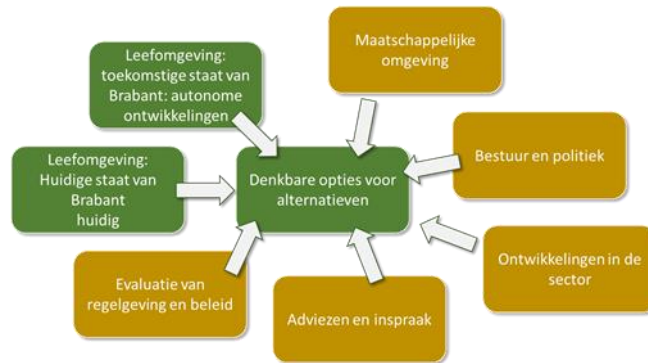 Leefomgeving:
toekomstige staat van
Brabant: autonome
ontwikkelingen
Maatschappelijke
omgeving
Leefomgeving:
Huidige staat van
Brabant
huidig
Denkbare opties voor
alternatieven
Bestuur en politiek
Evaluatie van
regelgeving en beleid
Adviezen en inspraak
Ontwikkelingen in de
sector